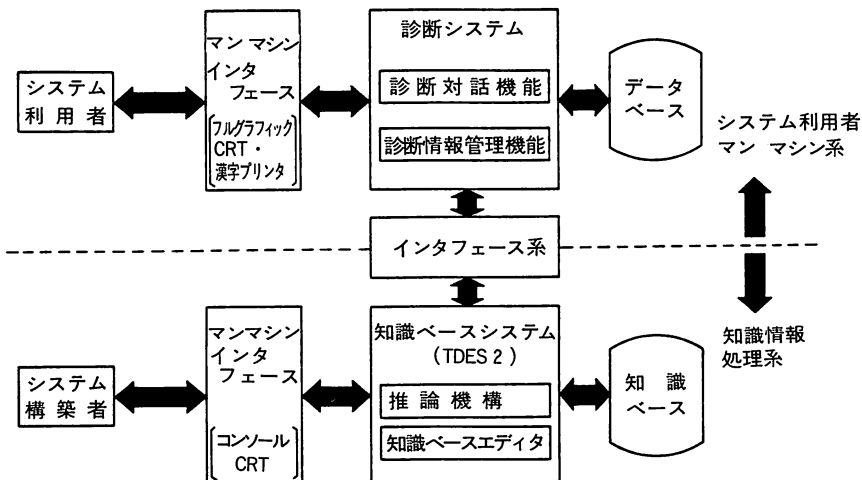 システム
利用者
マン マシン
インタ
フェース
フルグラフィック
CRT・
漢字プリンタ
診断システム
診断対話機能
診断情報管理機能
データ
ベース
システム利用者
マン マシン系
インタフェース系
システム
構築者
マンマシン
インタ
フェース
コンソール
CRT
知識ベースシステム
(TDES 2)
推論機構
知識ベースエディタ
知識
ベース
知識情報
処理系